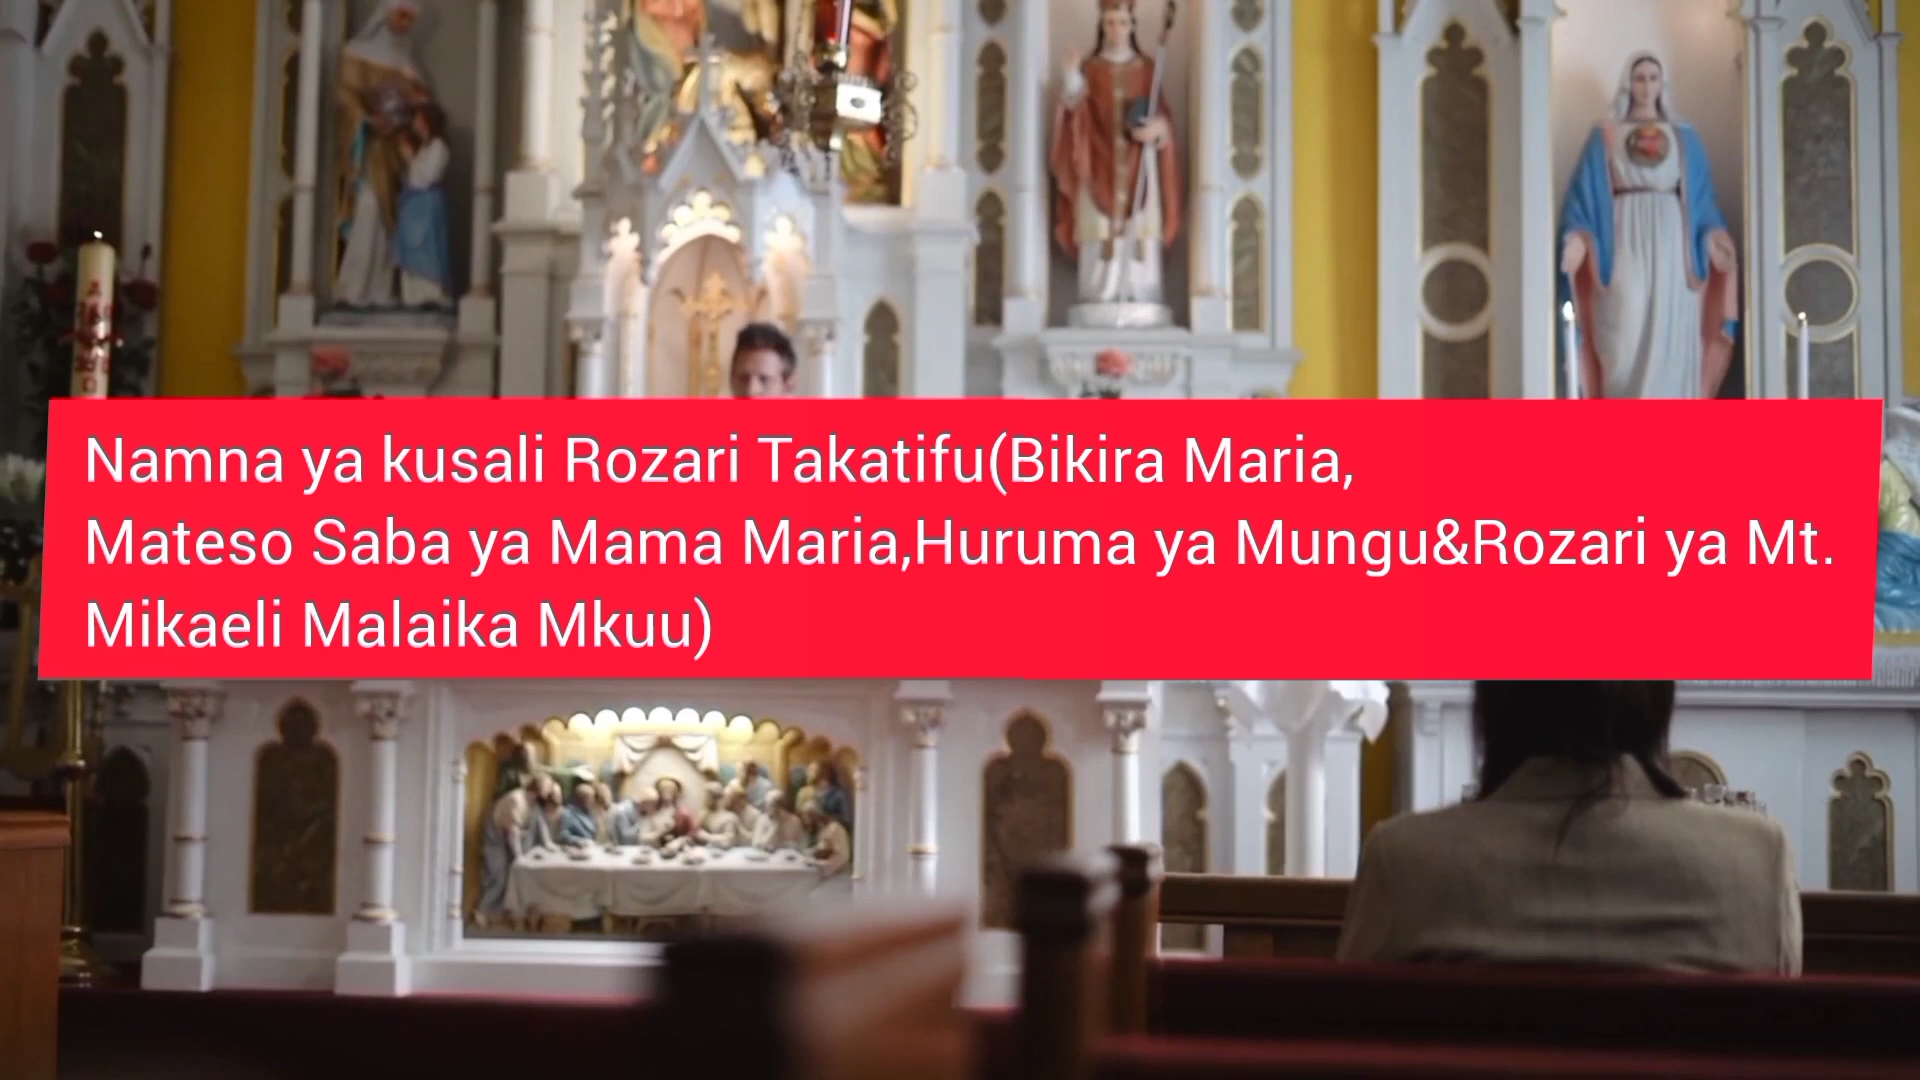 Namna ya kusali Rozari Takatifu(Bikira Maria,
Mateso Saba ya Mama Maria,Huruma ya Mungu&Rozari ya Mt.
Mikaeli Malaika Mkuu)